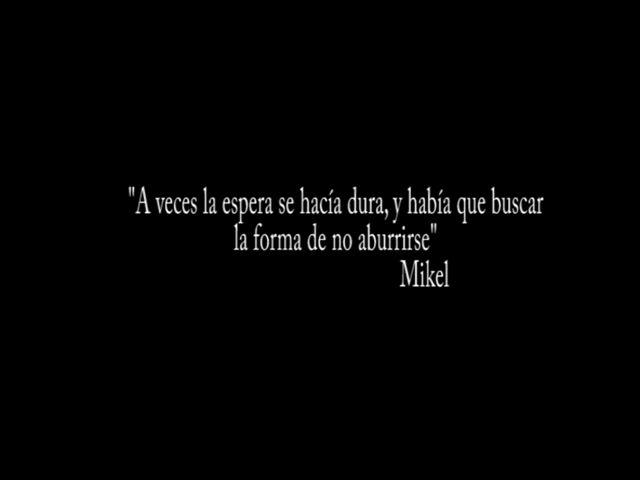 "A veces la espera se hacía dura, y había que buscar
la forma de no aburrirse"
Mikel